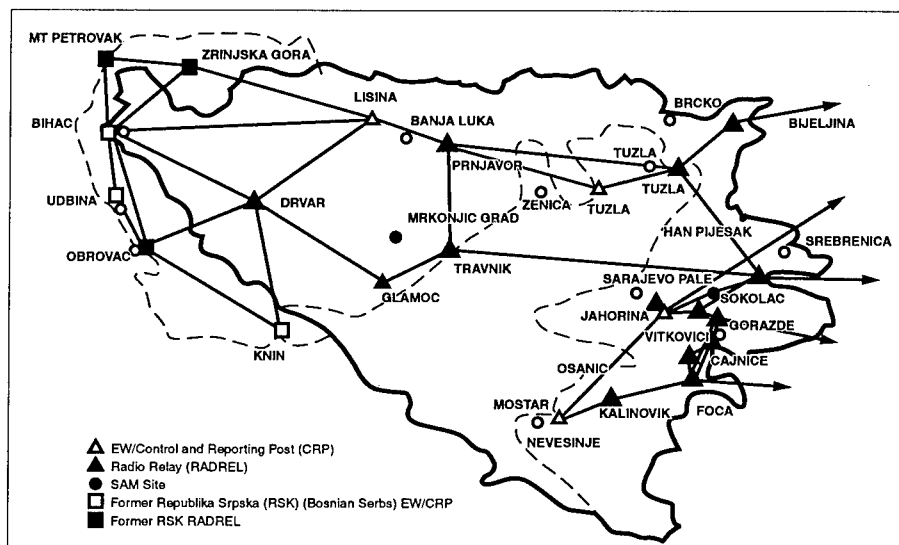 MT PETROVAK
ZRINJSKA GORA
LISINA
BRCKO
BANJA LUKA
BIJELJINA
BIHAC
PRNJAVOR
TUZLA
ZENICA
TUZLA
TUZLA
UDBINA
DRVAR
MRKONJIC GRAD
HAN PIJESAK
SREBRENICA
OBROVAC
TRAVNIK
SARAJEVO PALE
GLAMOC
SOKOLAC
JAHORINA
GORAZDE
VITKOVICI
KNIN
CAJNICE
OSANIC
MOSTAR
KALINOVIK
FOCA
NEVESINJE
EW/Control and Reporting Post (CRP)
Radio Relay (RADREL)
SAM Site
Former Republika Srpska (RSK) (Bosnian Serbs) EW/CRP
Former RSK RADREL